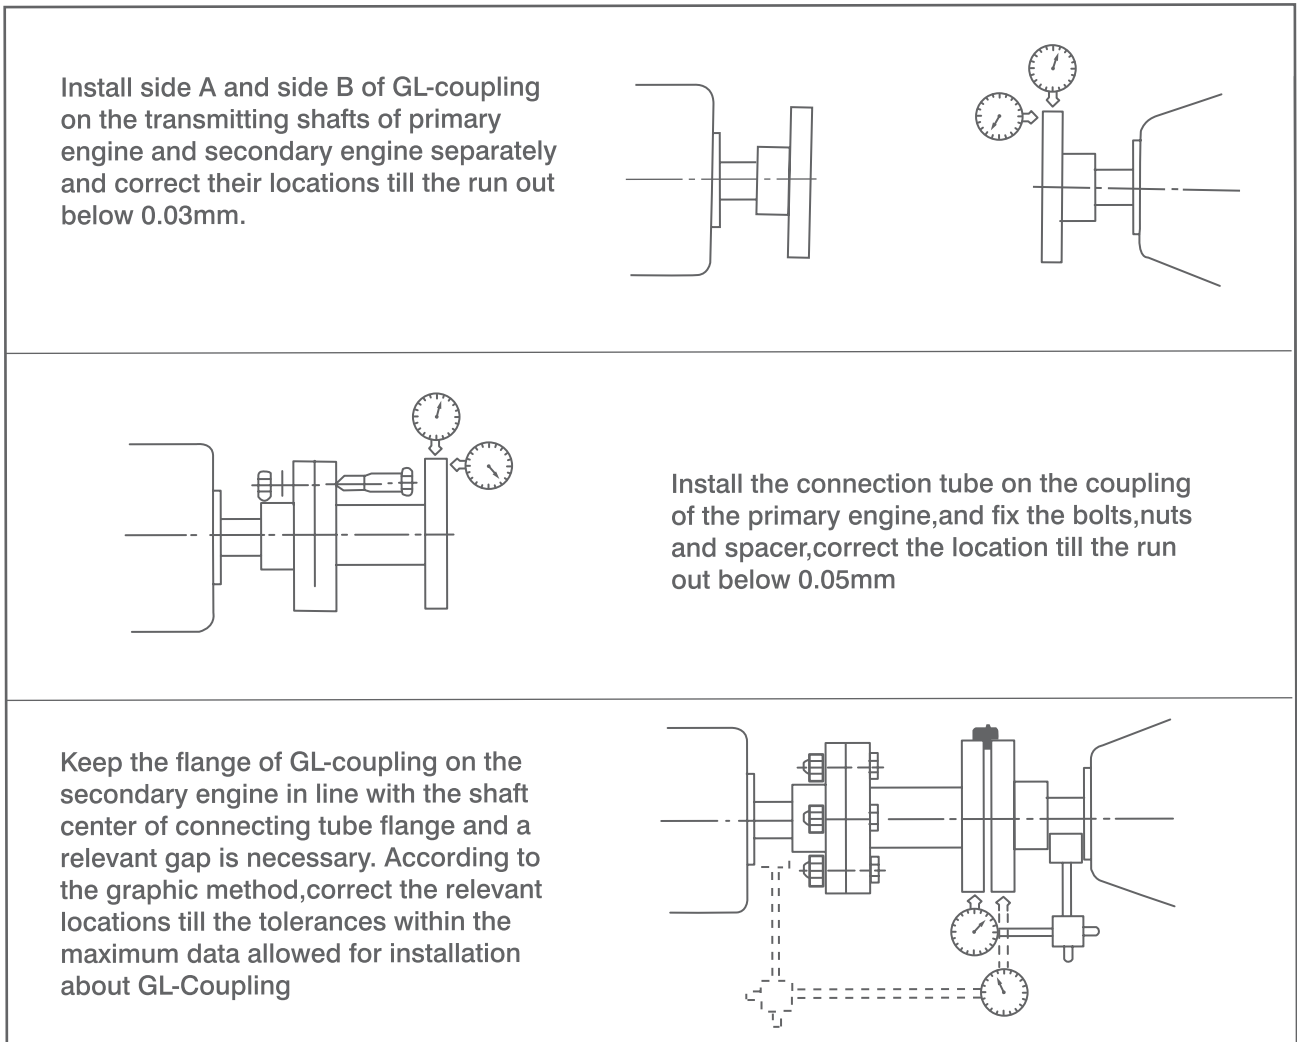 Install side A and side B of GL-coupling
on the transmitting shafts of primary
engine and secondary engine separately
and correct their locations till the run out
below 0.03mm.
Install the connection tube on the coupling
of the primary engine,and fix the bolts,nuts
and spacer,correct the location till the run
out below 0.05mm
Keep the flange of GL-coupling on the
secondary engine in line with the shaft
center of connecting tube flange and a
relevant gap is necessary. According to
the graphic method,correct the relevant
locations till the tolerances within the
maximum data allowed for installation
about GL-Coupling